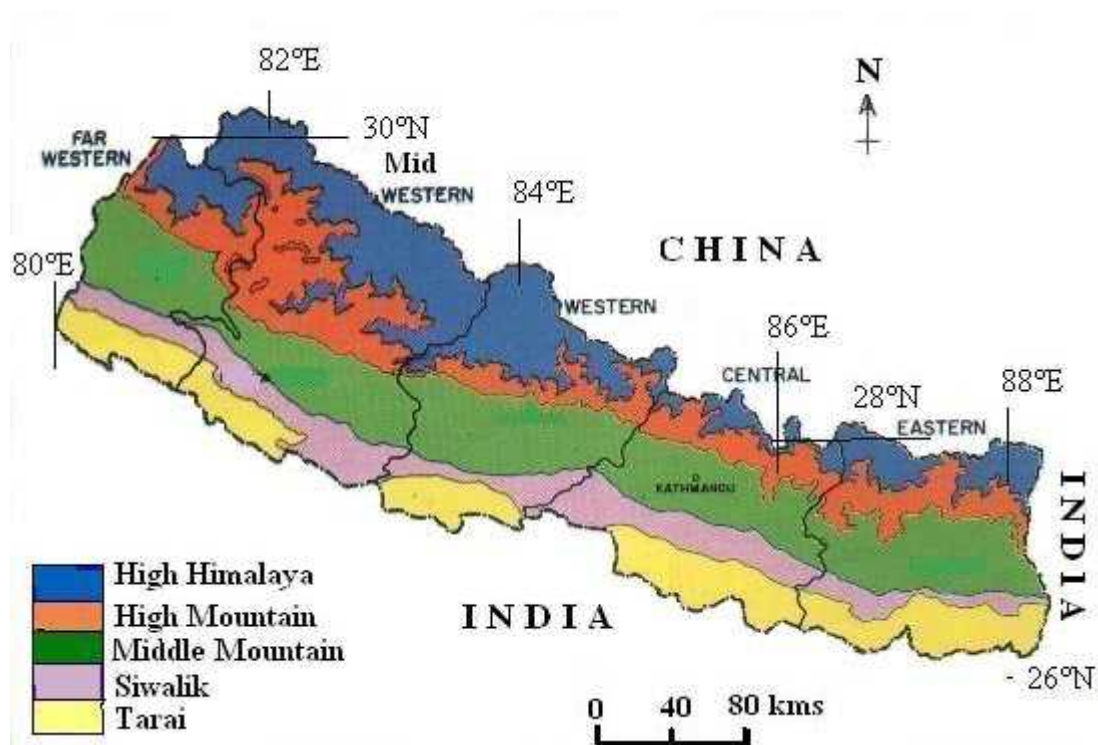 82°E
N
30°N
FAR
WESTERN
Mid
WESTERN
84°E
CHINA
80°E
WESTERN
86°E
CENTRAL
88°E
28°N
EASTERN
KATHMANDU
INDIA
INDIA
High Himalaya
High Mountain
Middle Mountain
Siwalik
Tarai
26°N
0 40 80 kms